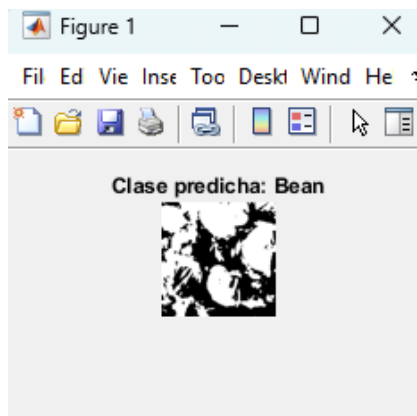 Figure 1
Fil Ed Vie Inse Too Deskt Wind He
Clase predicha: Bean